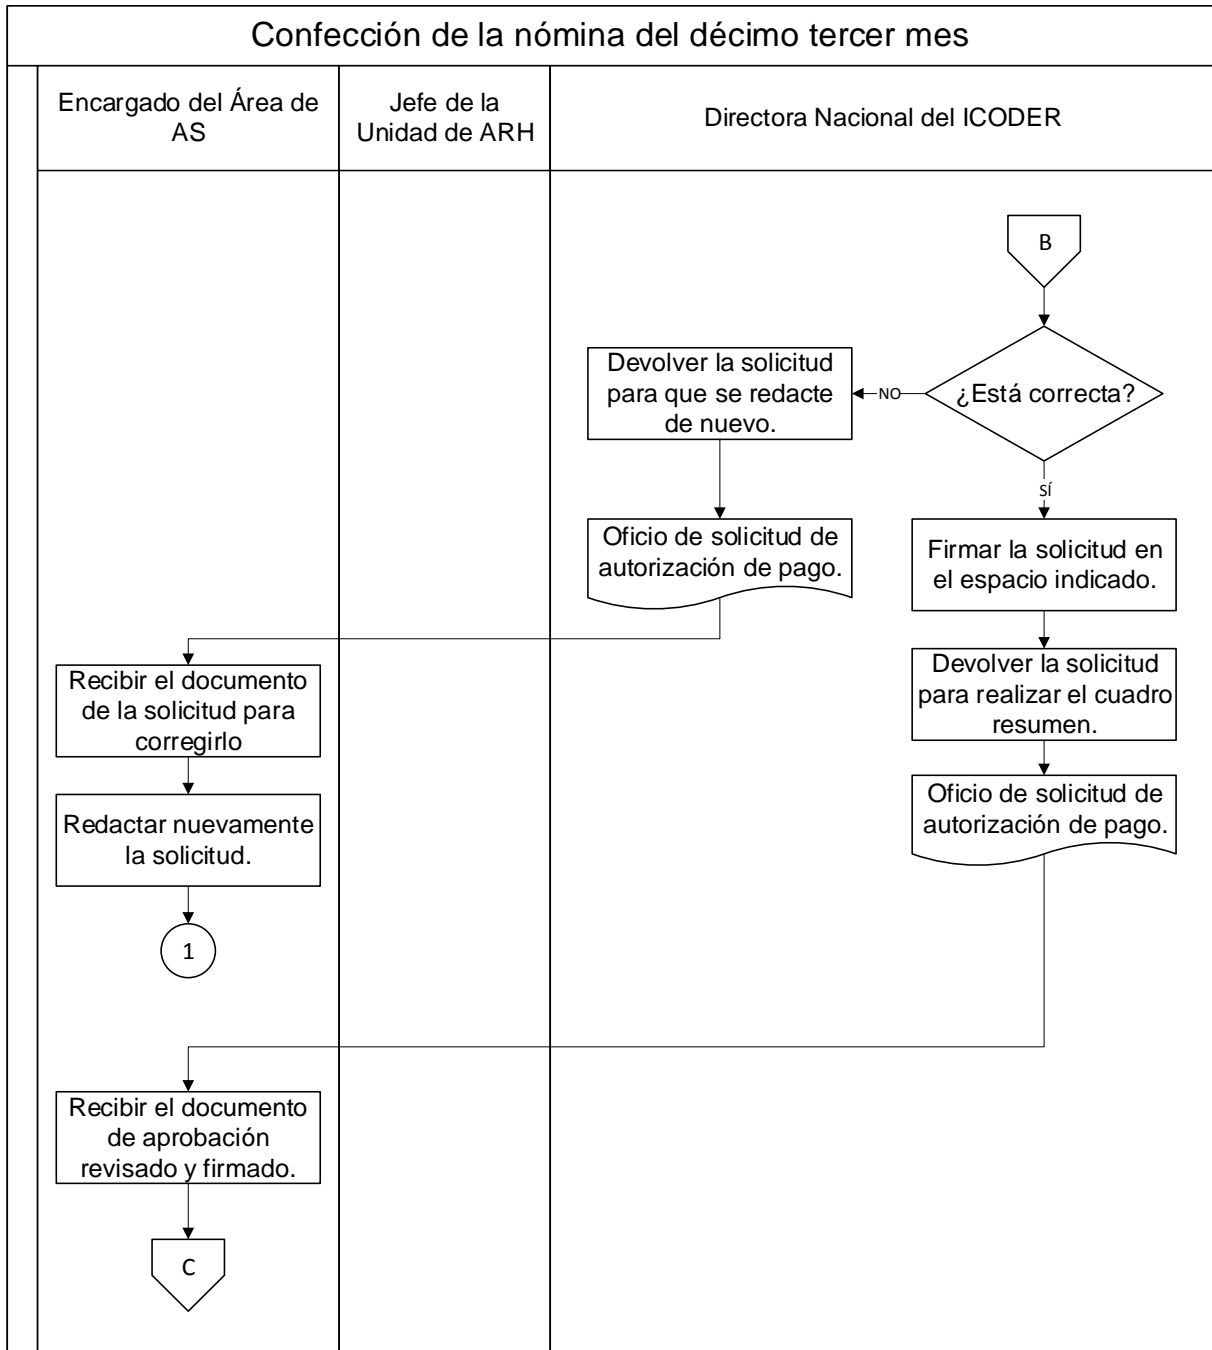 Confección de la nómina del décimo tercer mes
Encargado del Área de
AS
Jefe de la
Unidad de ARH
Directora Nacional del ICODER
B
¿Está correcta?
NO
SÍ
Devolver la solicitud
para que se redacte
de nuevo.
Oficio de solicitud de
autorización de pago.
Firmar la solicitud en
el espacio indicado.
Devolver la solicitud
para realizar el cuadro
resumen.
Oficio de solicitud de
autorización de pago.
Recibir el documento
de la solicitud para
corregirlo
Redactar nuevamente
la solicitud.
1
Recibir el documento
de aprobación
revisado y firmado.
C